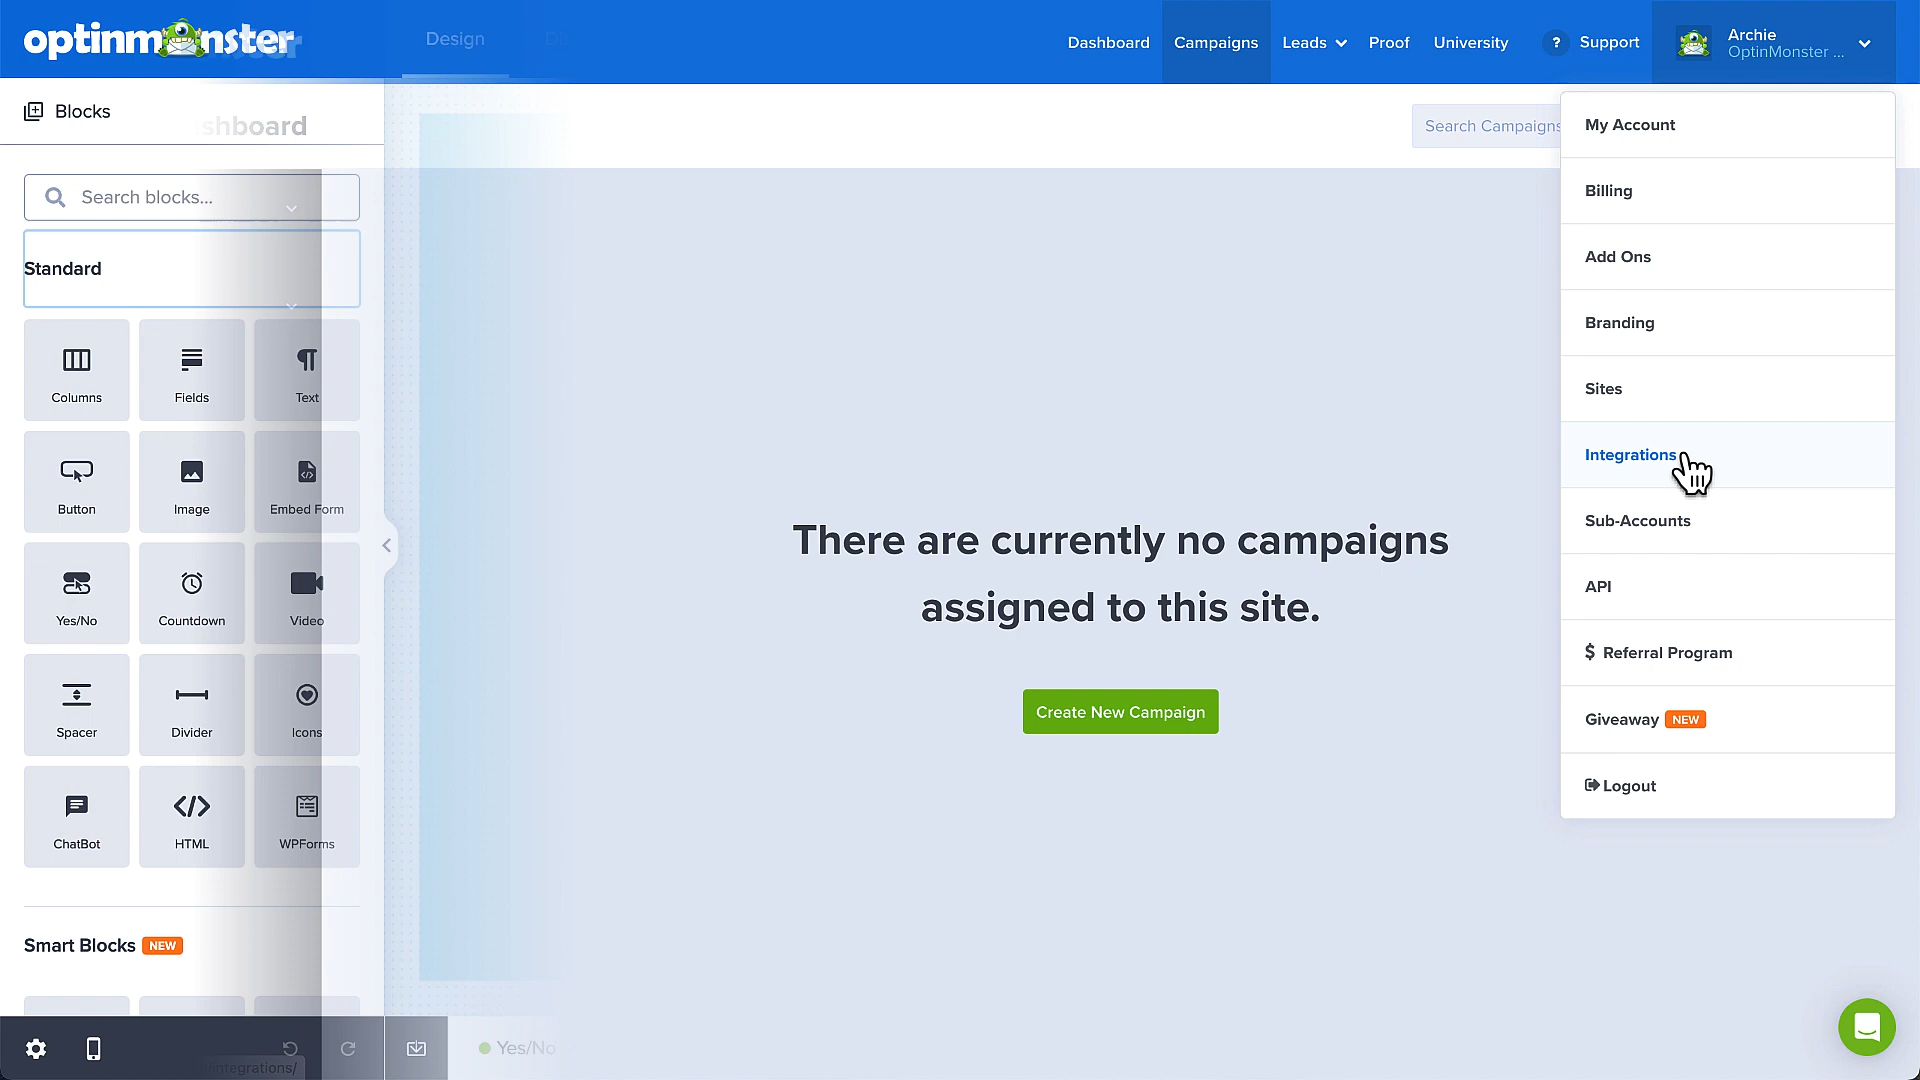 optinmonster
Design
Dashboard
Campaigns
Leads
Proof
University
?
Support
Archie
OptinMonster ...
Blocks
shboard
Search Campaigns
Search blocks...
Standard
Columns
Fields
Text
Button
Image
Embed Form
Yes/No
Countdown
Video
Spacer
Divider
Icons
ChatBot
HTML
WPForms
Smart Blocks NEW
There are currently no campaigns
assigned to this site.
Create New Campaign
My Account
Billing
Add Ons
Branding
Sites
Integrations
Sub-Accounts
API
$ Referral Program
Giveaway NEW
Logout
Yes/No
integrations/